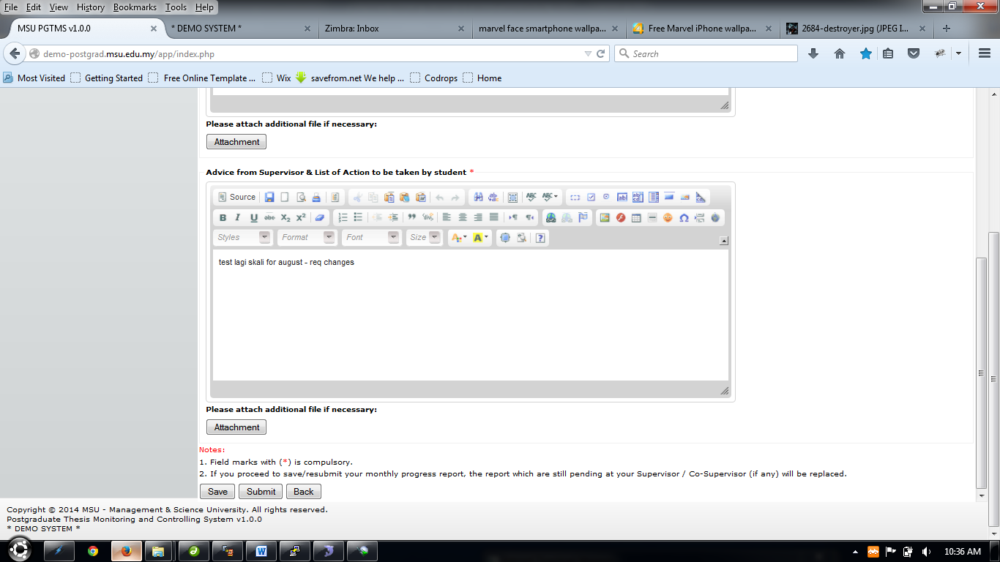 File Edit View History Bookmarks Tools Help
MSU PGTMS v1.0.0
* DEMO SYSTEM *
Zimbra: Inbox
marvel face smartphone wallpa...
Free Marvel iPhone wallpa...
2684-destroyer.jpg (JPEG I...
demo-postgrad.msu.edu.my/app/index.php
Search
Most Visited Getting Started Free Online Template ... Wix savefrom.net We help ... Codrops Home
Please attach additional file if necessary:
Attachment
Advice from Supervisor & List of Action to be taken by student *
Source
B I U abc X₂ X²
Styles Format Font Size
test lagi skali for august - req changes
Please attach additional file if necessary:
Attachment
Notes:
1. Field marks with (*) is compulsory.
2. If you proceed to save/resubmit your monthly progress report, the report which are still pending at your Supervisor / Co-Supervisor (if any) will be replaced.
Save Submit Back
Copyright © 2014 MSU - Management & Science University. All rights reserved.
Postgraduate Thesis Monitoring and Controlling System v1.0.0
* DEMO SYSTEM *
10:36 AM